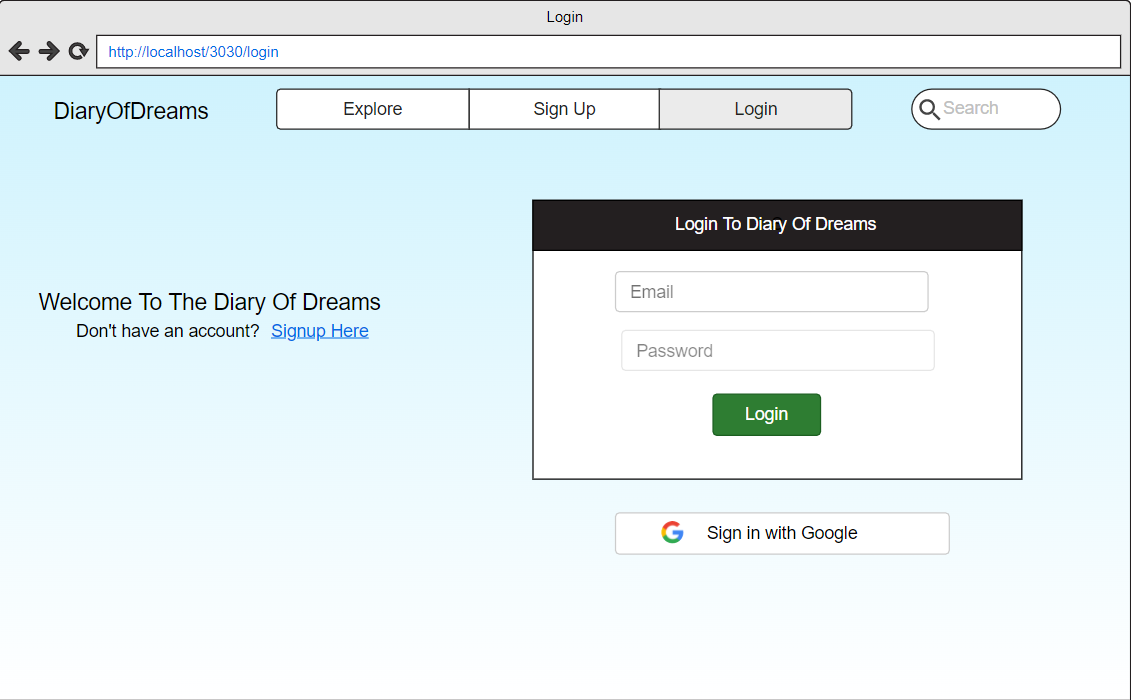 Login
http://localhost/3030/login
DiaryOfDreams
Explore
Sign Up
Login
Search
Login To Diary Of Dreams
Email
Welcome To The Diary Of Dreams
Don't have an account? Signup Here
Password
Login
Sign in with Google